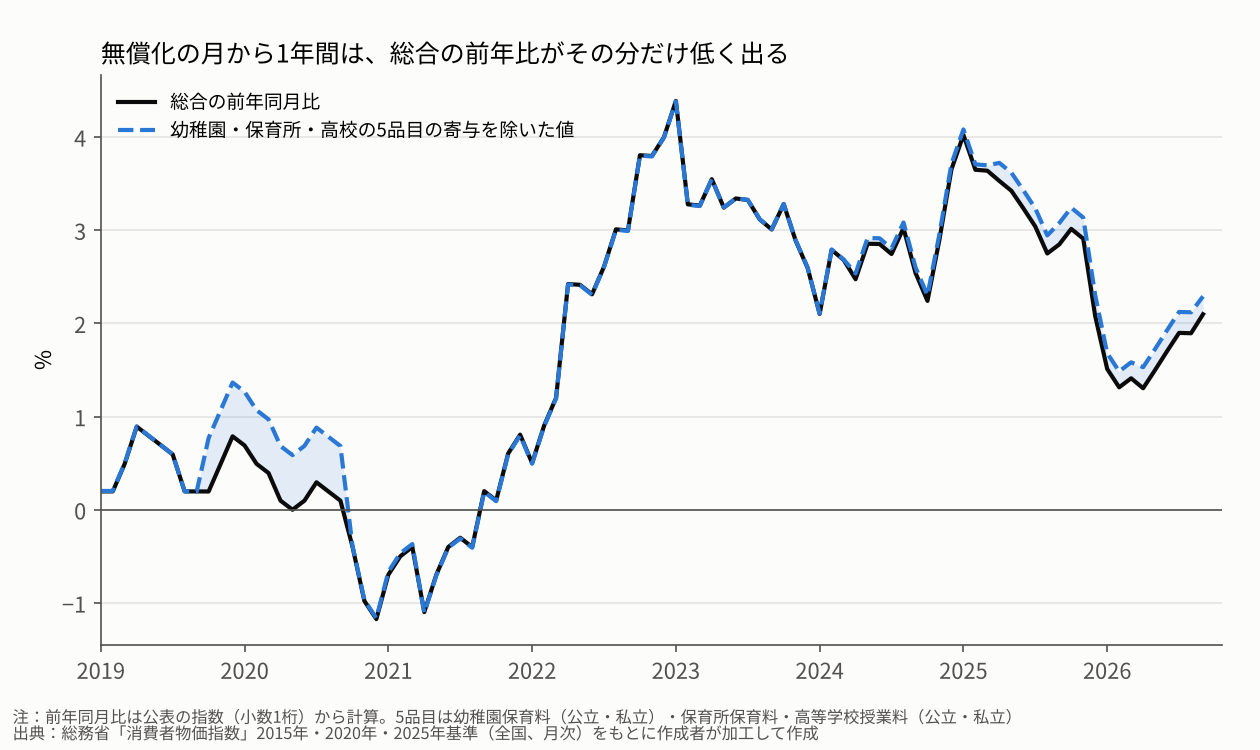 無償化の月から1年間は、総合の前年比がその分だけ低く出る
総合の前年同月比
幼稚園・保育所・高校の5品目の寄与を除いた値
%
4
3
2
1
0
−1
2019 2020 2021 2022 2023 2024 2025 2026
注：前年同月比は公表の指数（小数1桁）から計算。5品目は幼稚園保育料（公立・私立）・保育所保育料・高等学校授業料（公立・私立）
出典：総務省「消費者物価指数」2015年・2020年・2025年基準（全国、月次）をもとに作成者が加工して作成